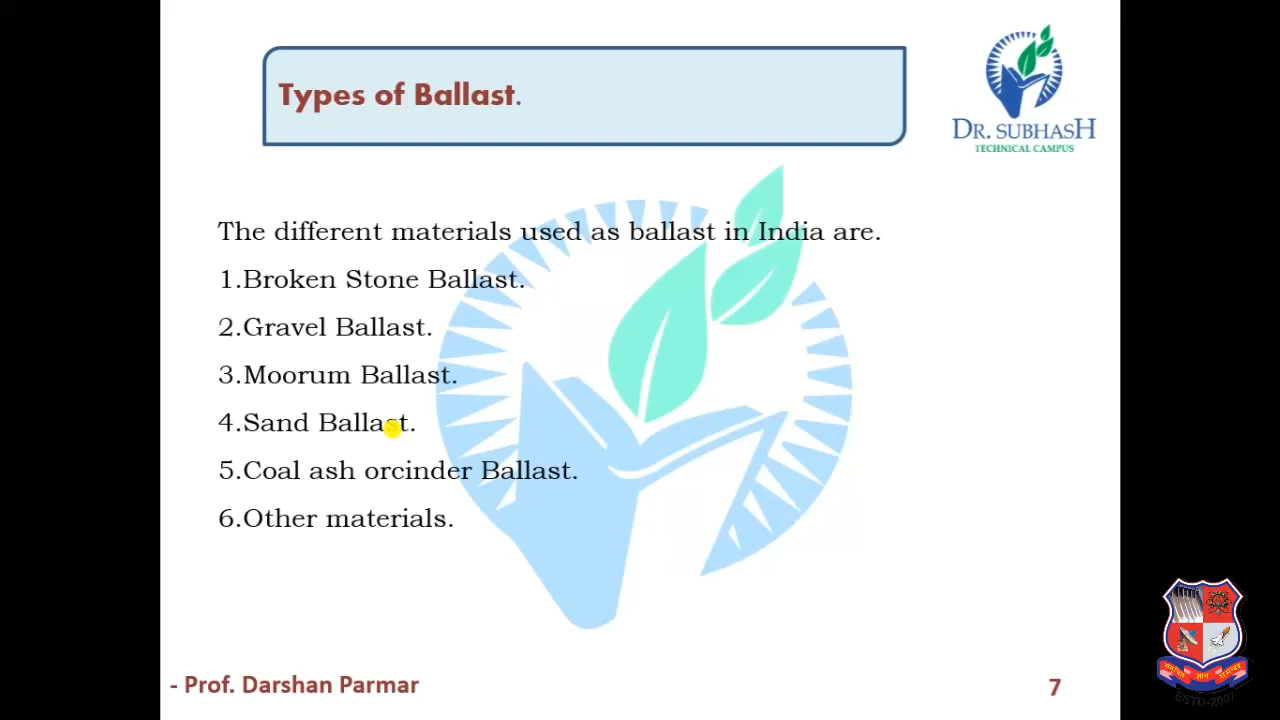 Types of Ballast.
DR. SUBHASH
TECHNICAL CAMPUS
The different materials used as ballast in India are.
1.Broken Stone Ballast.
2.Gravel Ballast.
3.Moorum Ballast.
4.Sand Ballast.
5.Coal ash orcinder Ballast.
6.Other materials.
- Prof. Darshan Parmar
7
ESTD-2007